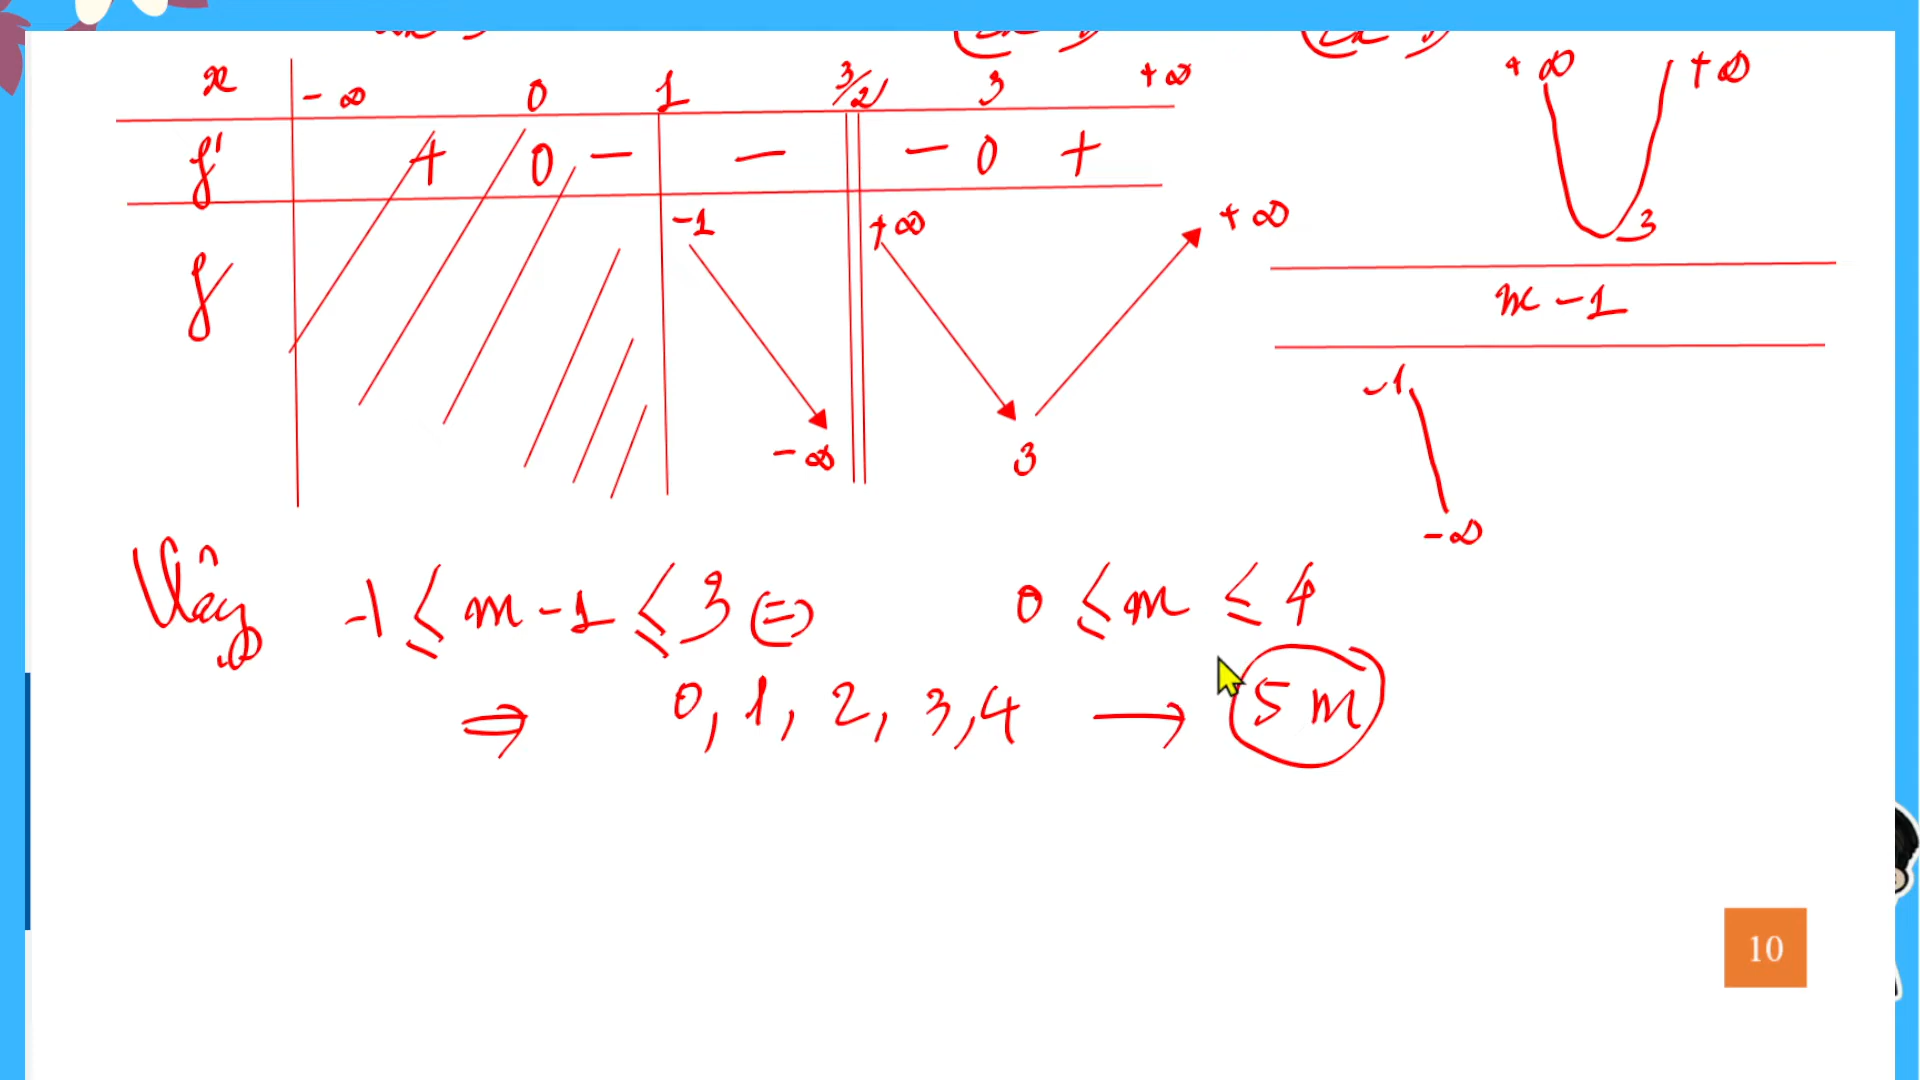 x -∞ 0 1 3/2 3 +∞
f' + 0 - - - 0 +
f -1 -∞ +∞ 3 +∞
+∞ +∞
3
m - 1
-1
-∞
Vậy -1 ≤ m - 1 ≤ 3 ⇔ 0 ≤ m ≤ 4
⇒ 0, 1, 2, 3, 4 → 5 m
10